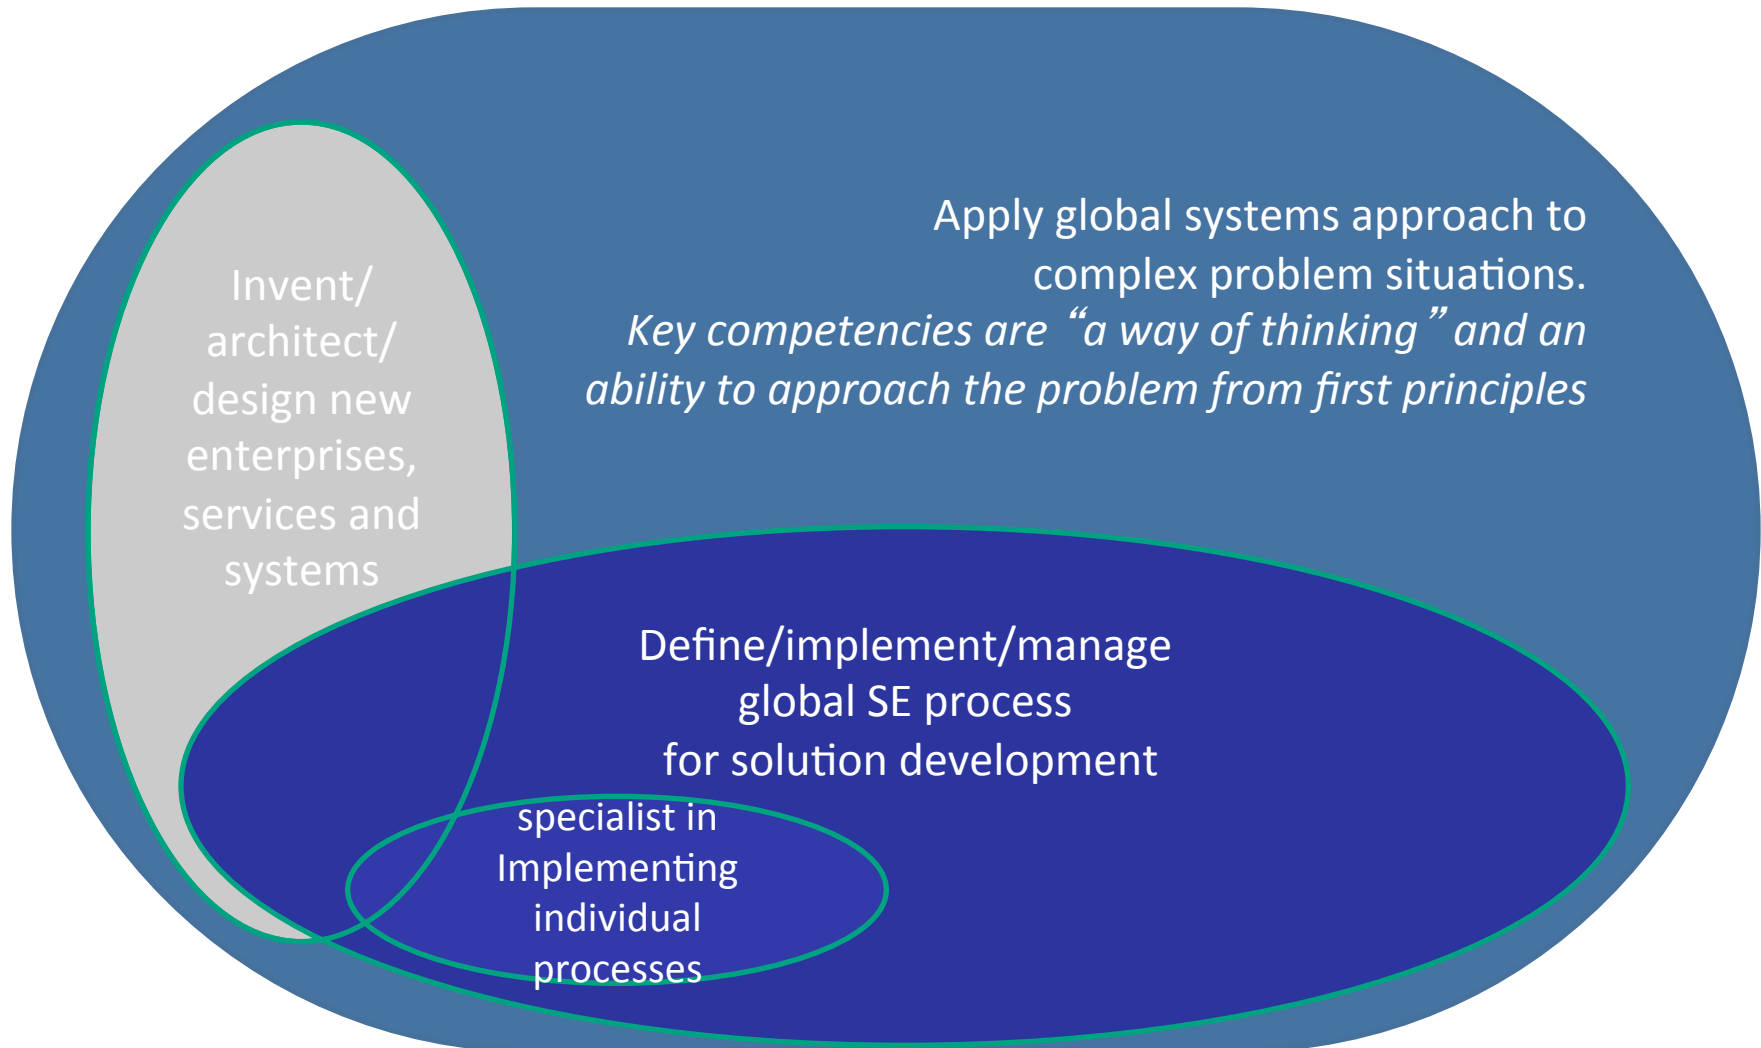 Apply global systems approach to
complex problem situations.
Key competencies are “a way of thinking” and an
ability to approach the problem from first principles
Invent/
architect/
design new
enterprises,
services and
systems
Define/implement/manage
global SE process
for solution development
specialist in
Implementing
individual
processes